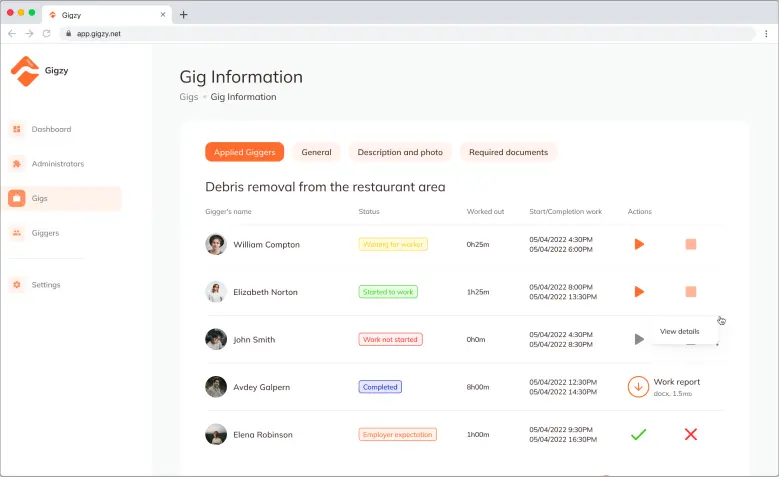 Gigzy
app.gigzy.net
Gigzy
Dashboard
Administrators
Gigs
Giggers
Settings
Gig Information
Gigs Gig Information
Applied Giggers General Description and photo Required documents
Debris removal from the restaurant area
Gigger's name Status Worked out Start/Completion work Actions
William Compton Waiting for worker 0h25m 05/04/2022 4:30PM
05/04/2022 6:00PM
Elizabeth Norton Started to work 1h25m 05/04/2022 8:00PM
05/04/2022 13:30PM
John Smith Work not started 0h0m 05/04/2022 4:30PM
05/04/2022 8:30PM
View details
Avdey Galpern Completed 8h00m 05/04/2022 12:30PM
05/04/2022 14:30PM
Work report
docx, 1.5mo
Elena Robinson Employer expectation 1h00m 05/04/2022 9:30PM
05/04/2022 16:30PM